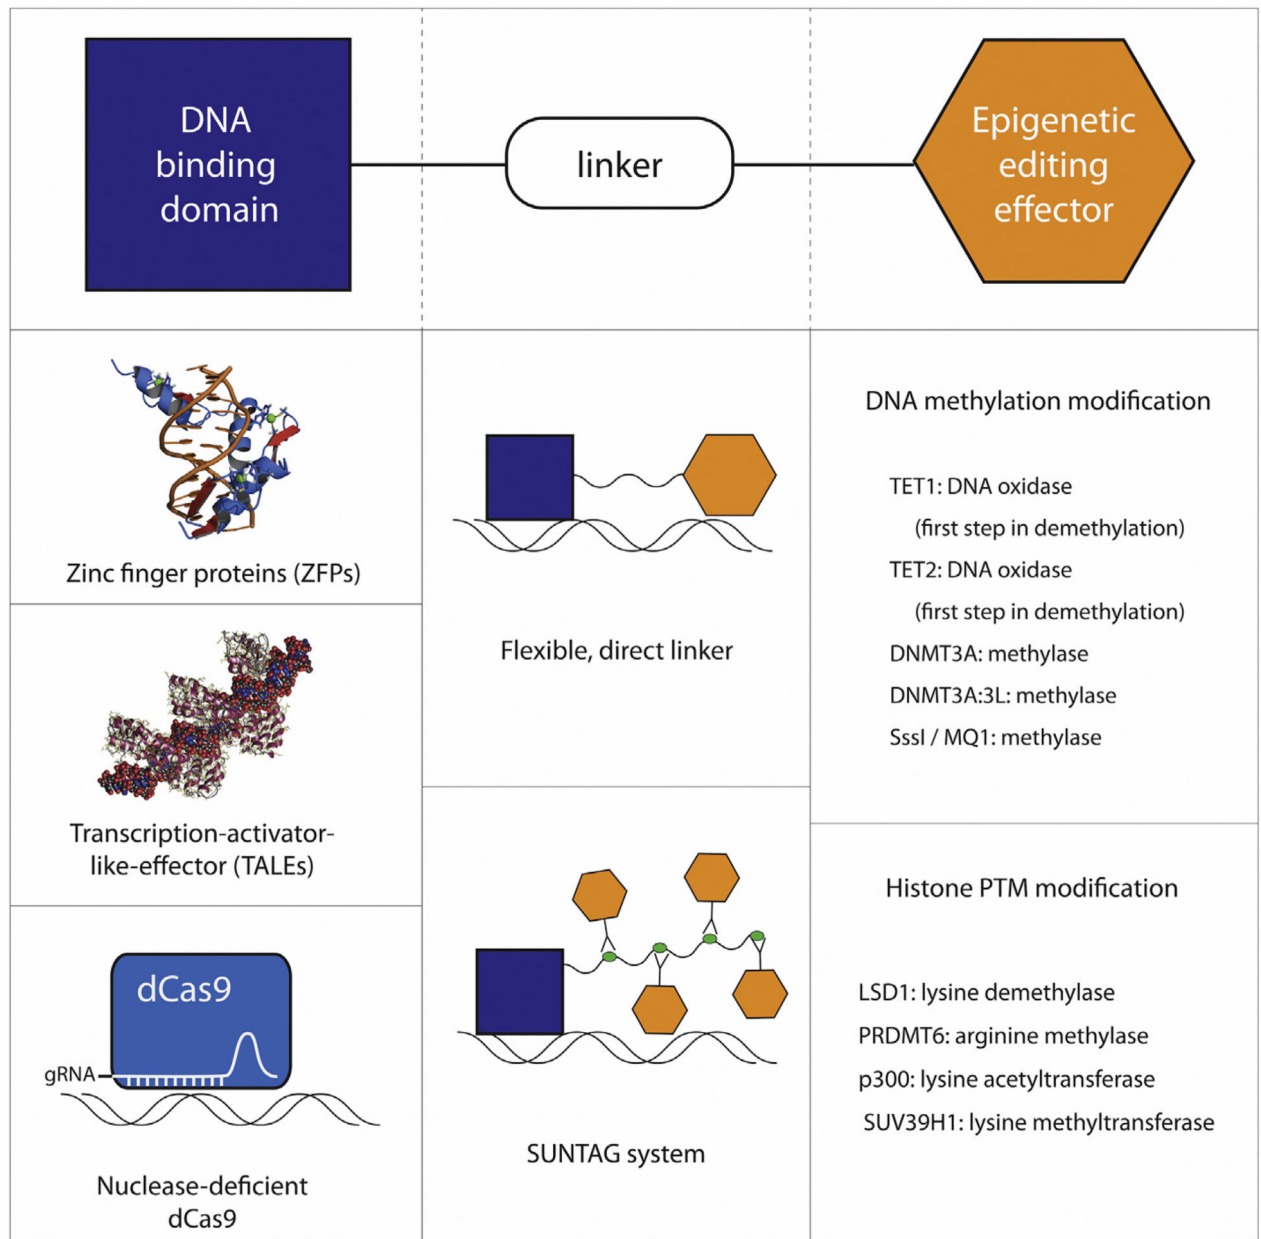 DNA
binding
domain
linker
Epigenetic
editing
effector
Zinc finger proteins (ZFPs)
Transcription-activator-
like-effector (TALEs)
dCas9
gRNA
Nuclease-deficient
dCas9
Flexible, direct linker
SUNTAG system
DNA methylation modification
TET1: DNA oxidase
(first step in demethylation)
TET2: DNA oxidase
(first step in demethylation)
DNMT3A: methylase
DNMT3A:3L: methylase
SssI / MQ1: methylase
Histone PTM modification
LSD1: lysine demethylase
PRDMT6: arginine methylase
p300: lysine acetyltransferase
SUV39H1: lysine methyltransferase